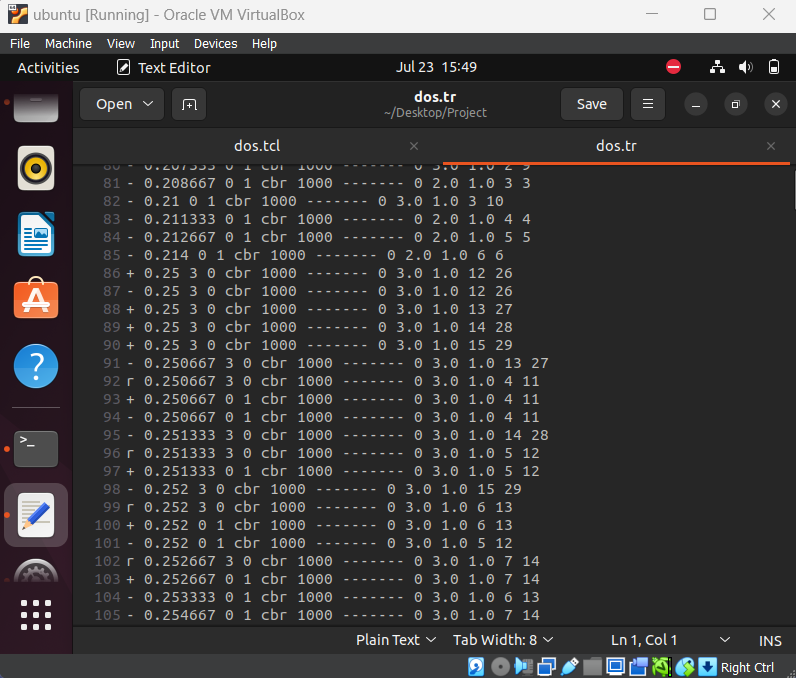 ubuntu [Running] - Oracle VM VirtualBox
File Machine View Input Devices Help
Activities Text Editor Jul 23 15:49
Open dos.tr Save
~/Desktop/Project
dos.tcl dos.tr
80 - 0.207333 0 1 cbr 1000 ------- 0 3.0 1.0 2 9
81 - 0.208667 0 1 cbr 1000 ------- 0 2.0 1.0 3 3
82 - 0.21 0 1 cbr 1000 ------- 0 3.0 1.0 3 10
83 - 0.211333 0 1 cbr 1000 ------- 0 2.0 1.0 4 4
84 - 0.212667 0 1 cbr 1000 ------- 0 2.0 1.0 5 5
85 - 0.214 0 1 cbr 1000 ------- 0 2.0 1.0 6 6
86 + 0.25 3 0 cbr 1000 ------- 0 3.0 1.0 12 26
87 - 0.25 3 0 cbr 1000 ------- 0 3.0 1.0 12 26
88 + 0.25 3 0 cbr 1000 ------- 0 3.0 1.0 13 27
89 + 0.25 3 0 cbr 1000 ------- 0 3.0 1.0 14 28
90 + 0.25 3 0 cbr 1000 ------- 0 3.0 1.0 15 29
91 - 0.250667 3 0 cbr 1000 ------- 0 3.0 1.0 13 27
92 r 0.250667 3 0 cbr 1000 ------- 0 3.0 1.0 4 11
93 + 0.250667 0 1 cbr 1000 ------- 0 3.0 1.0 4 11
94 - 0.250667 0 1 cbr 1000 ------- 0 3.0 1.0 4 11
95 - 0.251333 3 0 cbr 1000 ------- 0 3.0 1.0 14 28
96 r 0.251333 3 0 cbr 1000 ------- 0 3.0 1.0 5 12
97 + 0.251333 0 1 cbr 1000 ------- 0 3.0 1.0 5 12
98 - 0.252 3 0 cbr 1000 ------- 0 3.0 1.0 15 29
99 r 0.252 3 0 cbr 1000 ------- 0 3.0 1.0 6 13
100 + 0.252 0 1 cbr 1000 ------- 0 3.0 1.0 6 13
101 - 0.252 0 1 cbr 1000 ------- 0 3.0 1.0 5 12
102 r 0.252667 3 0 cbr 1000 ------- 0 3.0 1.0 7 14
103 + 0.252667 0 1 cbr 1000 ------- 0 3.0 1.0 7 14
104 - 0.253333 0 1 cbr 1000 ------- 0 3.0 1.0 6 13
105 - 0.254667 0 1 cbr 1000 ------- 0 3.0 1.0 7 14
Plain Text Tab Width: 8 Ln 1, Col 1 INS
Right Ctrl